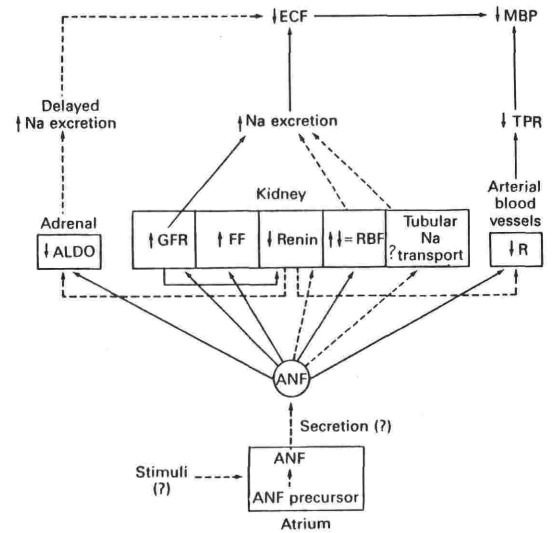 ↓ECF
↓MBP
Delayed
↑Na excretion
↑Na excretion
↓TPR
Kidney
Arterial
blood
vessels
Adrenal
↓ALDO
↑GFR
↑FF
↓Renin
↑↓=RBF
Tubular
Na
?transport
↓R
ANF
Secretion (?)
Stimuli
(?)
ANF
ANF precursor
Atrium